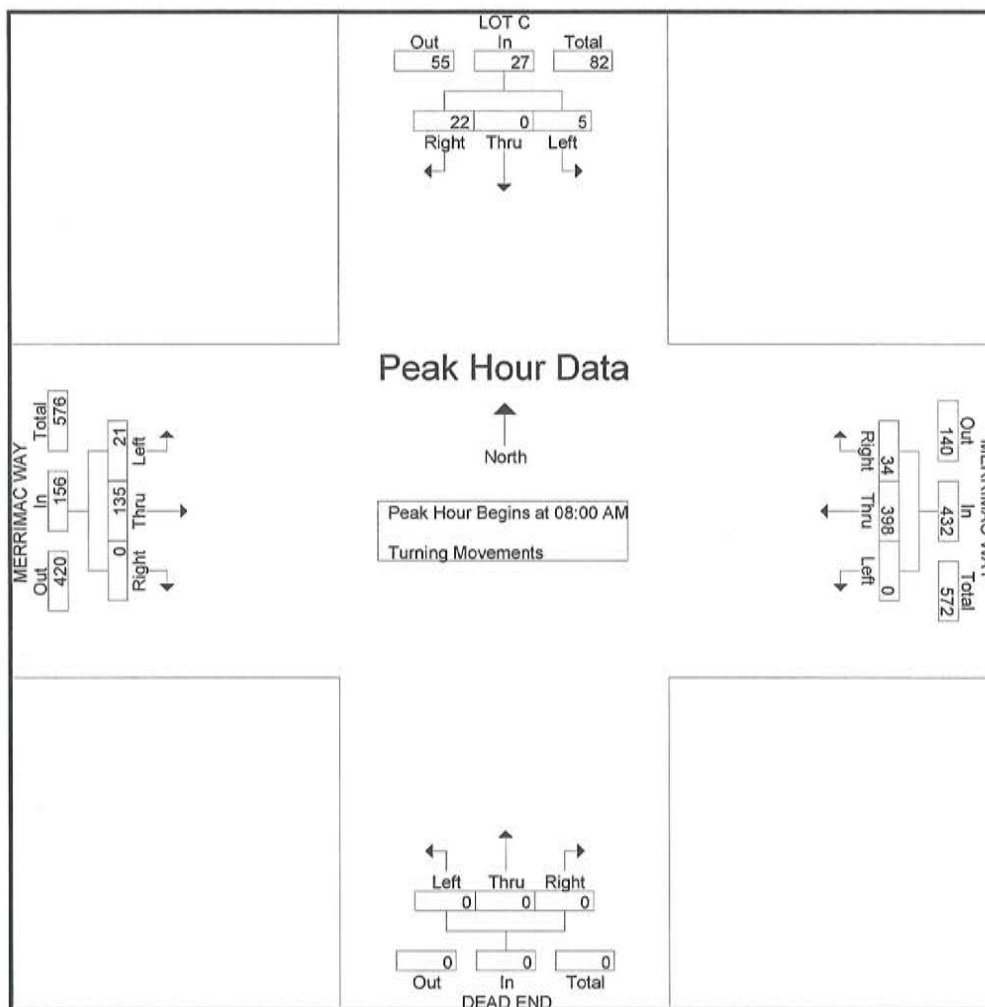 LOT C
Out In Total
55 27 82
22 0 5
Right Thru Left
Peak Hour Data
North
Peak Hour Begins at 08:00 AM
Turning Movements
MERRIMAC WAY
Total In Out
576 156 420
21 135 0
Left Thru Right
Right Thru Left
34 398 0
140 432 572
Out In Total
MERRIMAC WAY
Left Thru Right
0 0 0
0 0 0
Out In Total
DEAD END